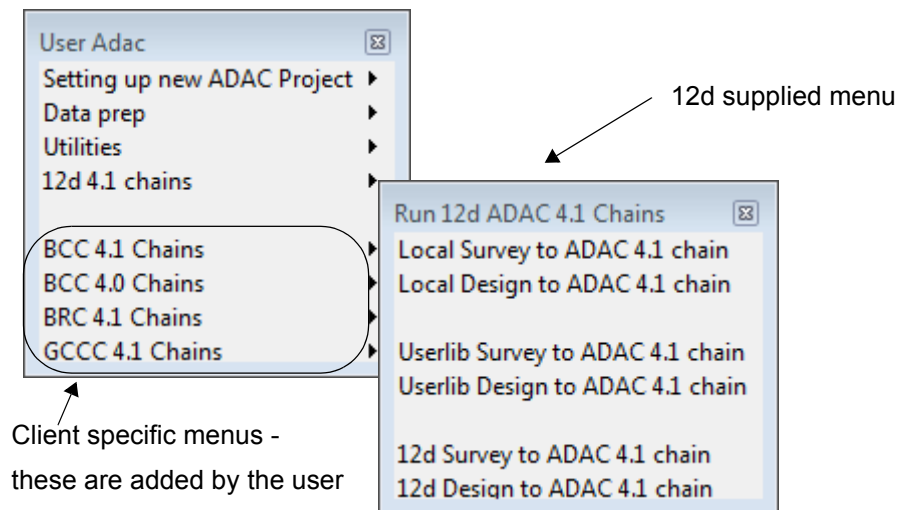 User Adac
Setting up new ADAC Project
Data prep
Utilities
12d 4.1 chains
BCC 4.1 Chains
BCC 4.0 Chains
BRC 4.1 Chains
GCCC 4.1 Chains
12d supplied menu
Run 12d ADAC 4.1 Chains
Local Survey to ADAC 4.1 chain
Local Design to ADAC 4.1 chain
Userlib Survey to ADAC 4.1 chain
Userlib Design to ADAC 4.1 chain
12d Survey to ADAC 4.1 chain
12d Design to ADAC 4.1 chain
Client specific menus -
these are added by the user